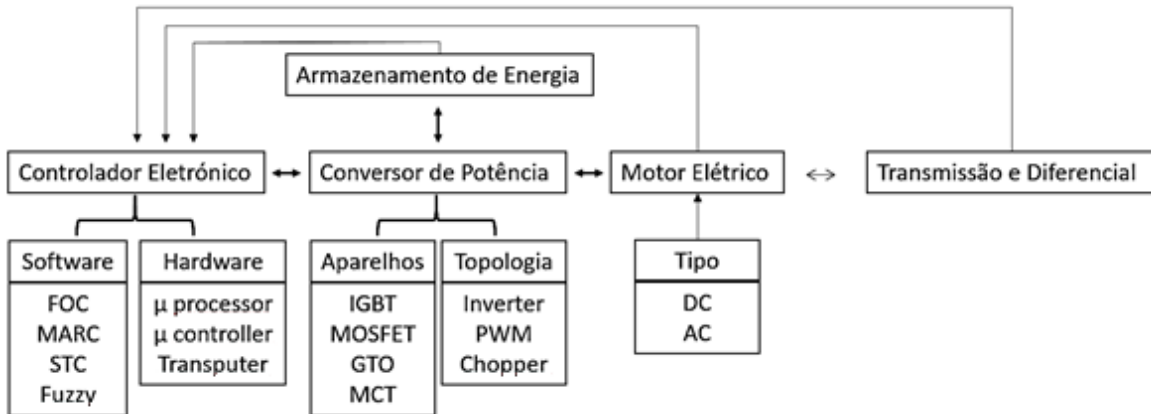 Armazenamento de Energia
Controlador Eletrónico
Conversor de Potência
Motor Elétrico
Transmissão e Diferencial
Software
FOC
MARC
STC
Fuzzy
Hardware
µ processor
µ controller
Transputer
Aparelhos
IGBT
MOSFET
GTO
MCT
Topologia
Inverter
PWM
Chopper
Tipo
DC
AC